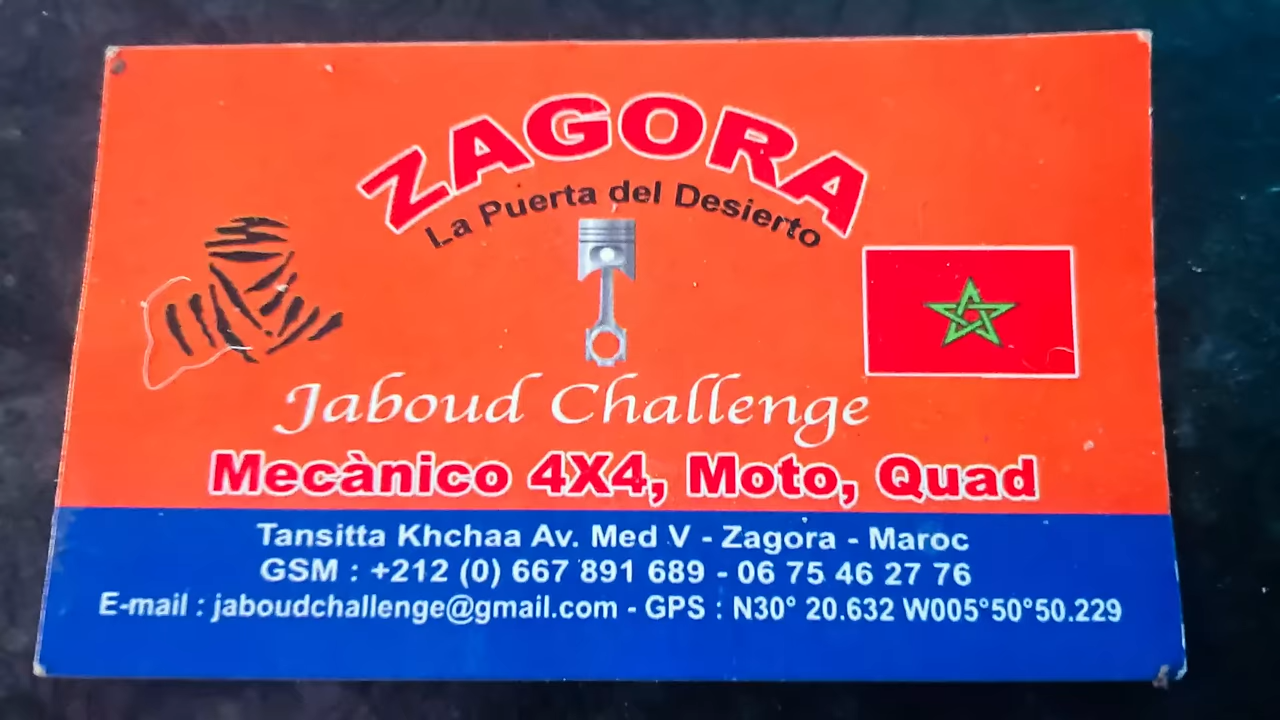 ZAGORA
La Puerta del Desierto
Jaboud Challenge
Mecànico 4X4, Moto, Quad
Tansitta Khchaa Av. Med V - Zagora - Maroc
GSM : +212 (0) 667 891 689 - 06 75 46 27 76
E-mail : jaboudchallenge@gmail.com - GPS : N30° 20.632 W005°50°50.229